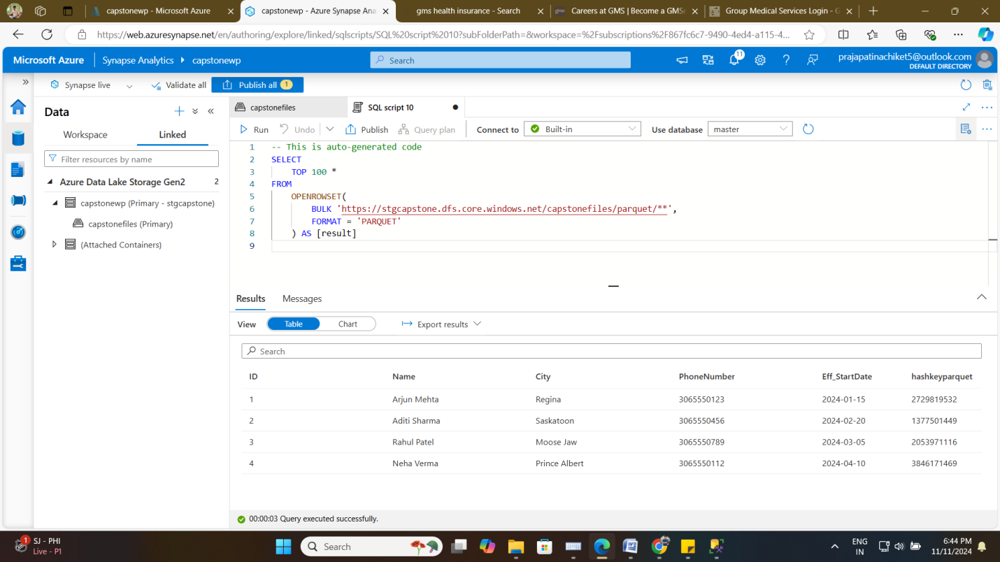 capstonewp - Microsoft Azure
capstonewp - Azure Synapse Ana
gms health insurance - Search
Careers at GMS | Become a GMS
Group Medical Services Login - G
https://web.azuresynapse.net/en/authoring/explore/linked/sqlscripts/SQL%20script%2010?subFolderPath=&workspace=%2Fsubscriptions%2F867fc6c7-9490-4ed4-a115-4...
Microsoft Azure
Synapse Analytics
capstonewp
Search
11
prajapatinachiket5@outlook.com
DEFAULT DIRECTORY
Synapse live
Validate all
Publish all 1
Data
Workspace
Linked
Filter resources by name
Azure Data Lake Storage Gen2 2
capstonewp (Primary - stgcapstone)
capstonefiles (Primary)
(Attached Containers)
capstonefiles
SQL script 10
Run
Undo
Publish
Query plan
Connect to
Built-in
Use database
master
1 -- This is auto-generated code
2 SELECT
3 TOP 100 *
4 FROM
5 OPENROWSET(
6 BULK 'https://stgcapstone.dfs.core.windows.net/capstonefiles/parquet/**',
7 FORMAT = 'PARQUET'
8 ) AS [result]
9
Results
Messages
View
Table
Chart
Export results
Search
ID Name City PhoneNumber Eff_StartDate hashkeyparquet
1 Arjun Mehta Regina 3065550123 2024-01-15 2729819532
2 Aditi Sharma Saskatoon 3065550456 2024-02-20 1377501449
3 Rahul Patel Moose Jaw 3065550789 2024-03-05 2053971116
4 Neha Verma Prince Albert 3065550112 2024-04-10 3846171469
00:00:03 Query executed successfully.
1
SJ - PHI
Live - P1
Search
ENG
IN
6:44 PM
11/11/2024